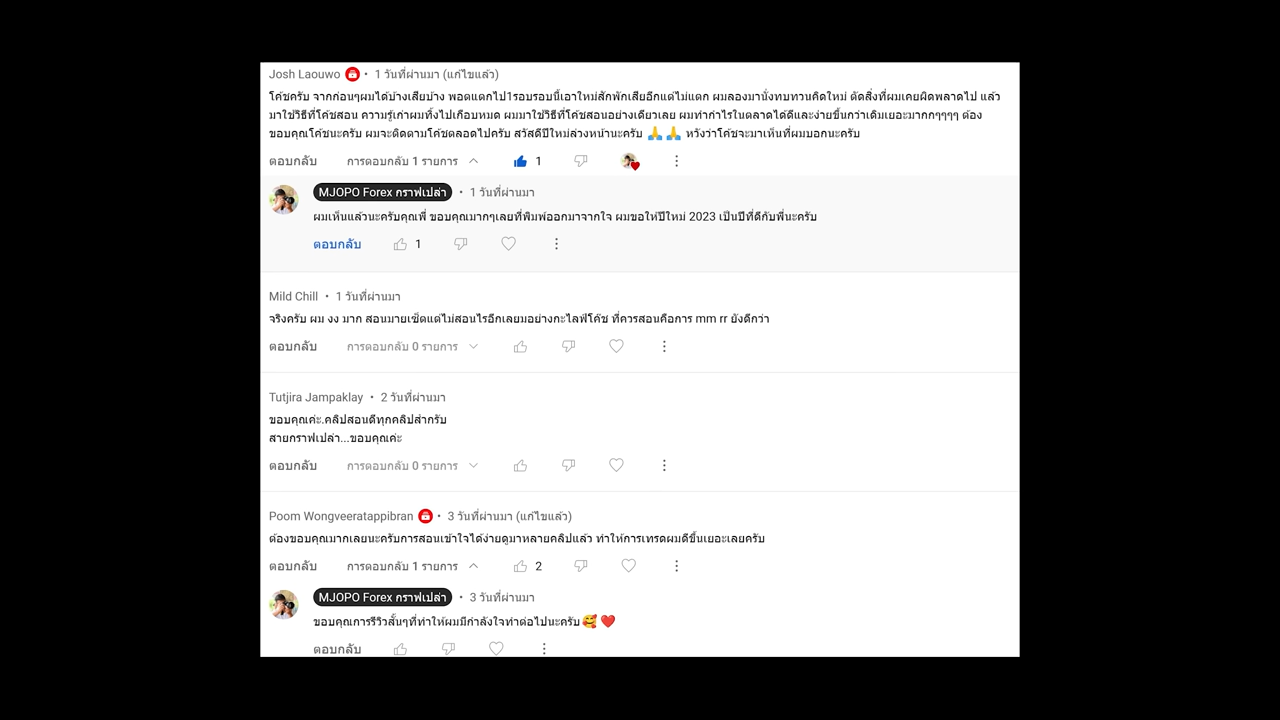 Josh Laouwo • 1 วันที่ผ่านมา (แก้ไขแล้ว)
โค้ชครับ จากก่อนๆผมได้บ้างเสียบ้าง พอตแตกไป1รอบรอบนี้เอาใหม่สักพักเสียอีกแต่ไม่แตก ผมลองมานั่งทบทวนคิดใหม่ ตัดสิ่งที่ผมเคยผิดพลาดไป แล้ว
มาใช้วิธีที่โค้ชสอน ความรู้เก่าผมทิ้งไปเกือบหมด ผมมาใช้วิธีที่โค้ชสอนอย่างเดียวเลย ผมทำกำไรในตลาดได้ดีและง่ายขึ้นกว่าเดิมเยอะมากกๆๆๆๆ ต้อง
ขอบคุณโค้ชนะครับ ผมจะติดตามโค้ชตลอดไปครับ สวัสดีปีใหม่ล่วงหน้านะครับ 🙏 🙏 หวังว่าโค้ชจะมาเห็นที่ผมบอกนะครับ
ตอบกลับ การตอบกลับ 1 รายการ 1
MJOPO Forex กราฟเปล่า • 1 วันที่ผ่านมา
ผมเห็นแล้วนะครับคุณพี่ ขอบคุณมากๆเลยที่พิมพ์ออกมาจากใจ ผมขอให้ปีใหม่ 2023 เป็นปีที่ดีกับพี่นะครับ
ตอบกลับ 1
Mild Chill • 1 วันที่ผ่านมา
จริงครับ ผม งง มาก สอนมายเซ็ตแต่ไม่สอนไรอีกเลยมอย่างกะไลฟ์โค้ช ที่ควรสอนคือการ mm rr ยังดีกว่า
ตอบกลับ การตอบกลับ 0 รายการ
Tutjira Jampaklay • 2 วันที่ผ่านมา
ขอบคุณค่ะ.คลิปสอนดีทุกคลิปสำกรับ
สายกราฟเปล่า...ขอบคุณค่ะ
ตอบกลับ การตอบกลับ 0 รายการ
Poom Wongveeratappibran • 3 วันที่ผ่านมา (แก้ไขแล้ว)
ต้องขอบคุณมากเลยนะครับการสอนเข้าใจได้ง่ายดูมาหลายคลิปแล้ว ทำให้การเทรดผมดีขึ้นเยอะเลยครับ
ตอบกลับ การตอบกลับ 1 รายการ 2
MJOPO Forex กราฟเปล่า • 3 วันที่ผ่านมา
ขอบคุณการรีวิวสั้นๆที่ทำให้ผมมีกำลังใจทำต่อไปนะครับ🥰 ❤️
ตอบกลับ